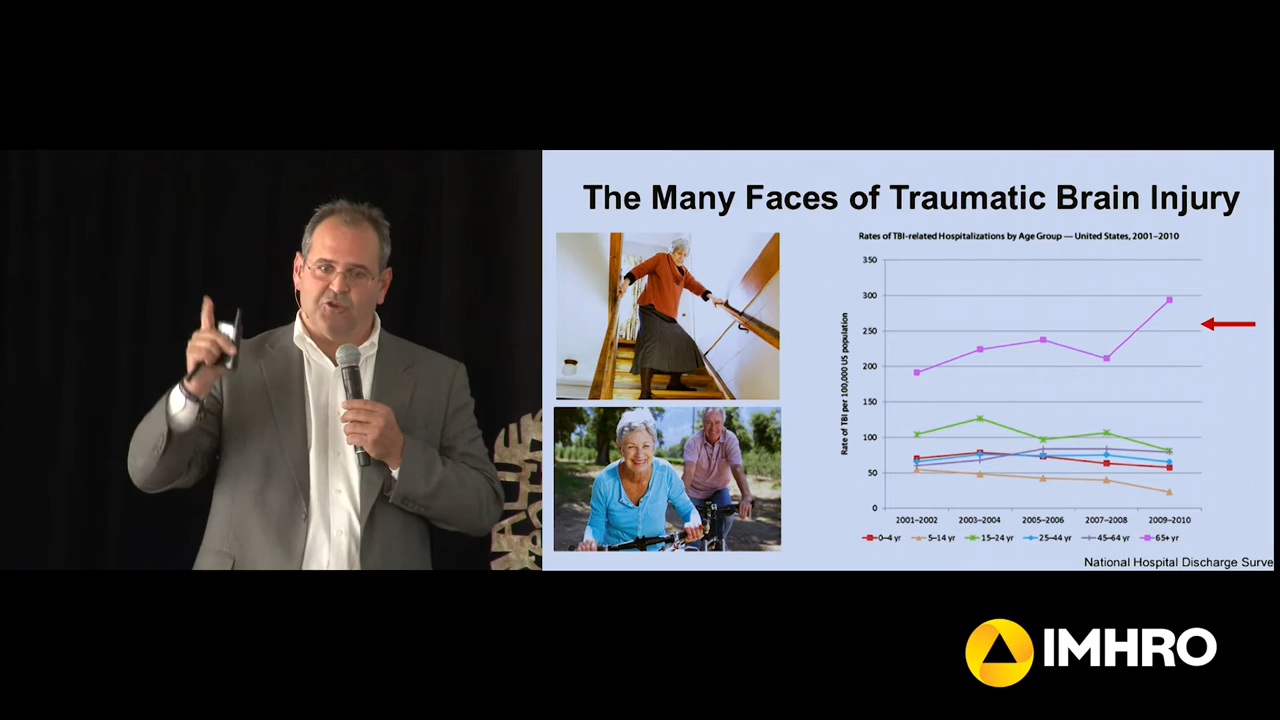 The Many Faces of Traumatic Brain Injury
Rates of TBI-related Hospitalizations by Age Group — United States, 2001–2010
Rate of TBI per 100,000 US population
350
300
250
200
150
100
50
0
2001–2002 2003–2004 2005–2006 2007–2008 2009–2010
0–4 yr 5–14 yr 15–24 yr 25–44 yr 45–64 yr 65+ yr
National Hospital Discharge Surve
IMHRO